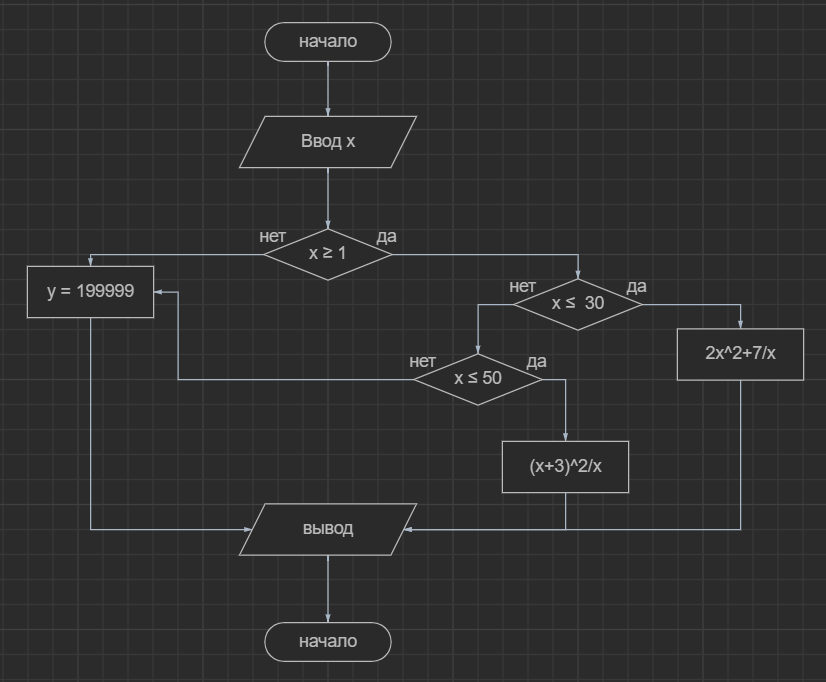 начало
Ввод x
нет
да
x ≥ 1
y = 199999
нет
да
x ≤ 30
2x^2+7/x
нет
да
x ≤ 50
(x+3)^2/x
вывод
начало